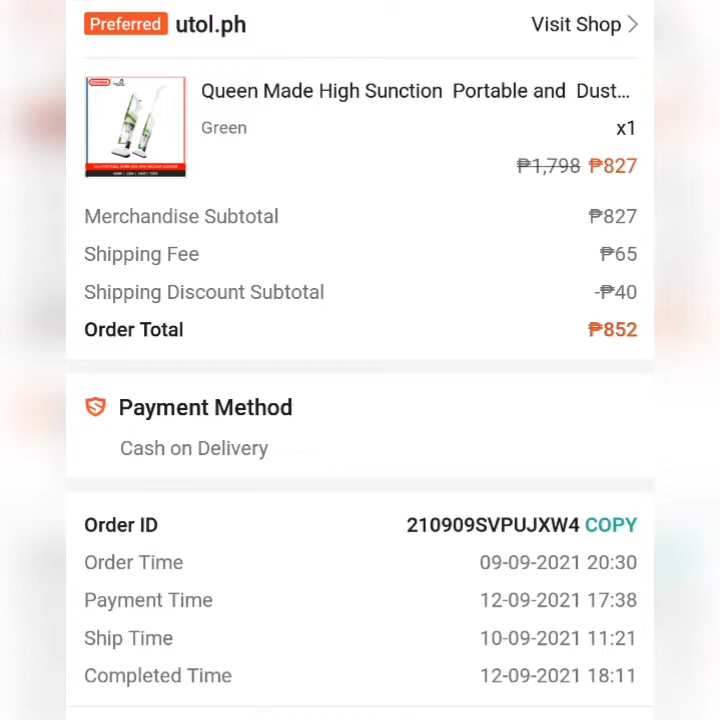 Preferred utol.ph Visit Shop >
Queen Made High Sunction Portable and Dust...
Green x1
₱1,798 ₱827
Merchandise Subtotal ₱827
Shipping Fee ₱65
Shipping Discount Subtotal -₱40
Order Total ₱852
Payment Method
Cash on Delivery
Order ID 210909SVPUJXW4 COPY
Order Time 09-09-2021 20:30
Payment Time 12-09-2021 17:38
Ship Time 10-09-2021 11:21
Completed Time 12-09-2021 18:11